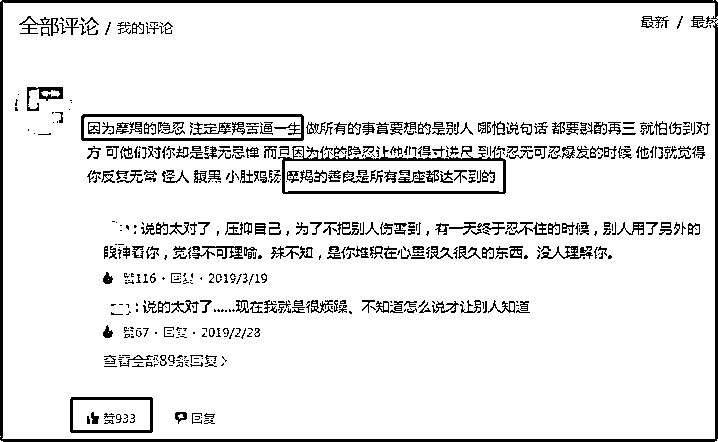 全部评论 / 我的评论
最新 / 最热
因为摩羯的隐忍 注定摩羯苦逼一生 做所有的事首要想的是别人 哪怕说句话 都要斟酌再三 就怕伤到对
方 可他们对你却是肆无忌惮 而且因为你的隐忍让他们得寸进尺 到你忍无可忍爆发的时候 他们就觉得
你反复无常 怪人 腹黑 小肚鸡肠 摩羯的善良是所有星座都达不到的
: 说的太对了，压抑自己，为了不把别人伤害到，有一天终于忍不住的时候，别人用了另外的
眼神看你，觉得不可理喻。殊不知，是你堆积在心里很久很久的东西。没人理解你。
赞116 · 回复 · 2019/3/19
: 说的太对了……现在我就是很烦躁、不知道怎么说才让别人知道
赞67 · 回复 · 2019/2/28
查看全部89条回复 >
赞933 回复